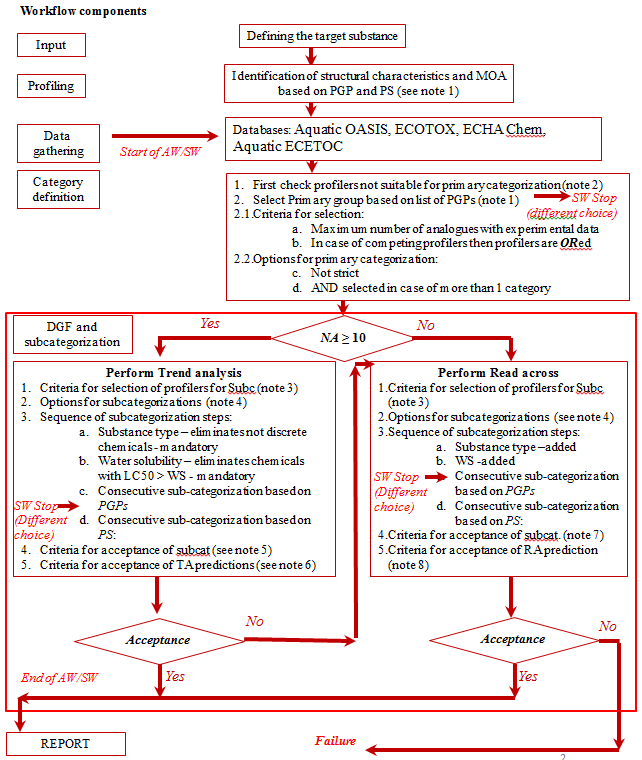 Workflow components
Input
Defining the target substance
Profiling
Identification of structural characteristics and MOA
based on PGP and PS (see note 1)
Data
gathering
Start of AW/SW
Databases: Aquatic OASIS, ECOTOX, ECHA Chem,
Aquatic ECETOC
Category
definition
1. First check profilers not suitable for primary categorization (note 2)
2. Select Primary group based on list of PGPs (note 1)
SW Stop
(different choice)
2.1.Criteria for selection:
a. Maximum number of analogues with experimental data
b. In case of competing profilers then profilers are ORed
2.2.Options for primary categorization:
c. Not strict
d. AND selected in case of more than 1 category
DGF and
subcategorization
Yes
NA ≥ 10
No
Perform Trend analysis
1. Criteria for selection of profilers for Subc (note 3)
2. Options for subcategorizations (note 4)
3. Sequence of subcategorization steps:
a. Substance type – eliminates not discrete
chemicals - mandatory
b. Water solubility – eliminates chemicals
with LC50 > WS - mandatory
c. Consecutive sub-categorization based on
PGPs
d. Consecutive sub-categorization based on
PS:
SW Stop
(Different
choice)
4. Criteria for acceptance of subcat (see note 5)
5. Criteria for acceptance of TA predictions (see note 6)
Perform Read across
1.Criteria for selection of profilers for Subc
(note 3)
2.Options for subcategorizations (see note 4)
3.Sequence of subcategorization steps:
a. Substance type –added
b. WS -added
SW Stop
(Different
choice)
Consecutive sub-categorization
based on PGPs
d. Consecutive sub-categorization
based on PS:
4.Criteria for acceptance of subcat. (note 7)
5.Criteria for acceptance of RA prediction
(note 8)
Acceptance
No
Yes
Acceptance
No
Yes
End of AW/SW
REPORT
Failure
2